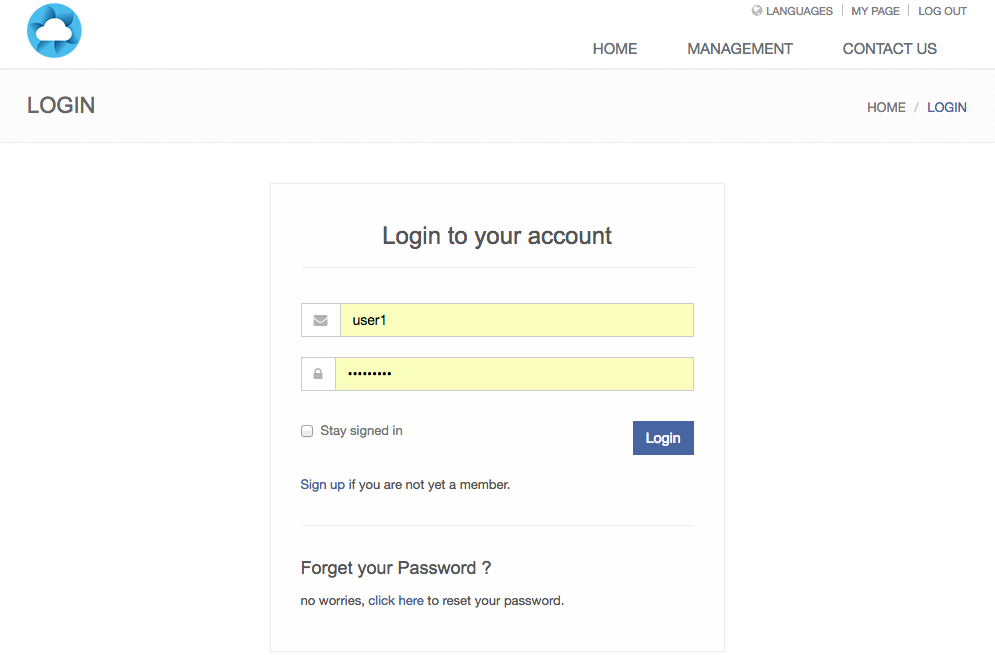 LANGUAGES MY PAGE LOG OUT
HOME MANAGEMENT CONTACT US
LOGIN
HOME / LOGIN
Login to your account
user1
•••••••••
Stay signed in
Login
Sign up if you are not yet a member.
Forget your Password ?
no worries, click here to reset your password.